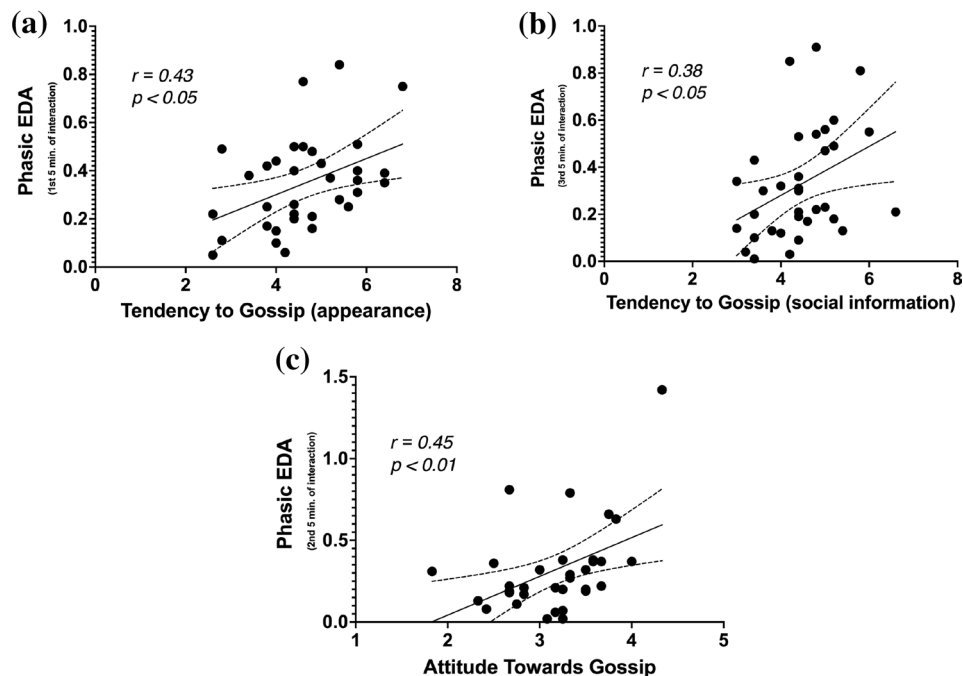 (a)
1.0
0.8
0.6
0.4
0.2
0.0
Phasic EDA
(1st 5 min. of interaction)
r = 0.43
p < 0.05
0 2 4 6 8
Tendency to Gossip (appearance)
(b)
1.0
0.8
0.6
0.4
0.2
0.0
Phasic EDA
(3rd 5 min. of interaction)
r = 0.38
p < 0.05
0 2 4 6 8
Tendency to Gossip (social information)
(c)
1.5
1.0
0.5
0.0
Phasic EDA
(2nd 5 min. of interaction)
r = 0.45
p < 0.01
1 2 3 4 5
Attitude Towards Gossip